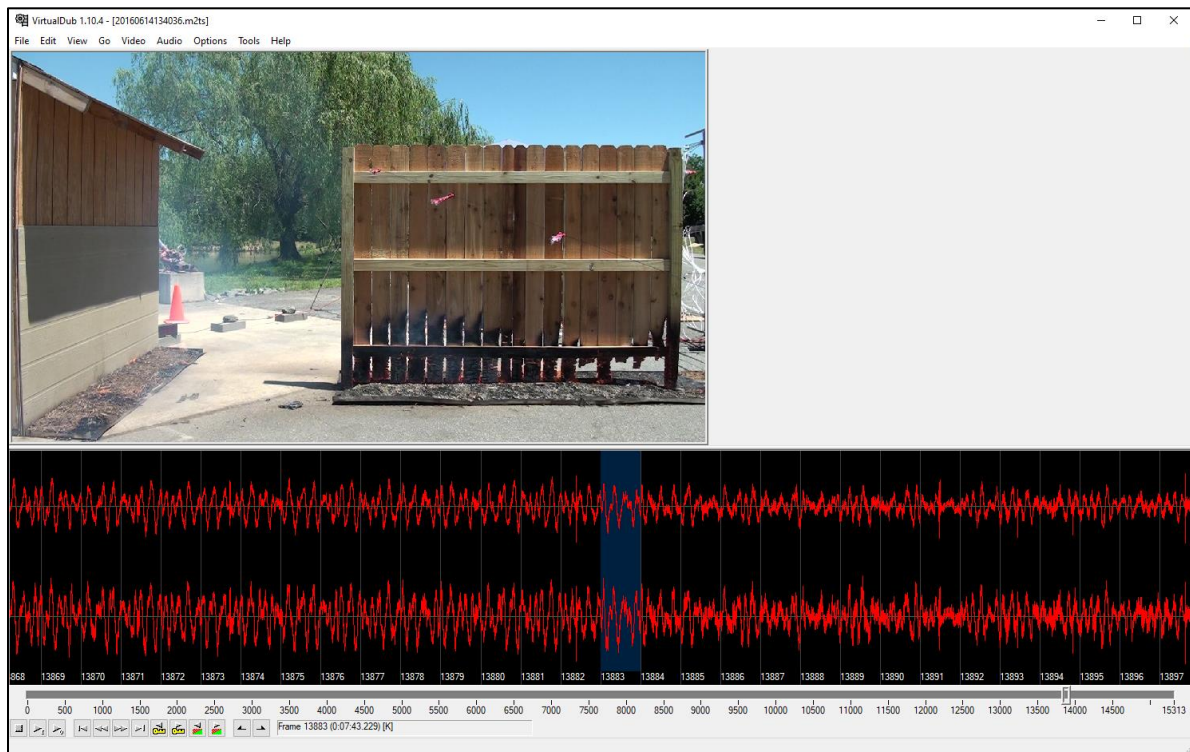 VirtualDub 1.10.4 - [20160614134036.m2ts]
File Edit View Go Video Audio Options Tools Help
868 13869 13870 13871 13872 13873 13874 13875 13876 13877 13878 13879 13880 13881 13882 13883 13884 13885 13886 13887 13888 13889 13890 13891 13892 13893 13894 13895 13896 13897
0 500 1000 1500 2000 2500 3000 3500 4000 4500 5000 5500 6000 6500 7000 7500 8000 8500 9000 9500 10000 10500 11000 11500 12000 12500 13000 13500 14000 14500 15313
Frame 13883 (0:07:43.229) [K]